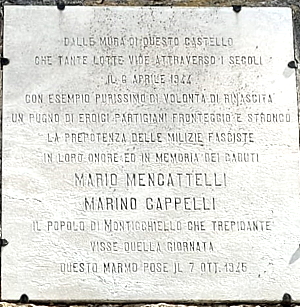 DALLE MURA DI QUESTO CASTELLO
CHE TANTE LOTTE VIDE ATTRAVERSO I SECOLI
IL 6 APRILE 1944
CON ESEMPIO PURISSIMO DI VOLONTÀ DI RINASCITA
UN PUGNO DI EROICI PARTIGIANI FRONTEGGIÒ E STRONCÒ
LA PREPOTENZA DELLE MILIZIE FASCISTE
IN LORO ONORE ED IN MEMORIA DEI CADUTI
MARIO MENCATTELLI
MARINO CAPPELLI
IL POPOLO DI MONTICCHIELLO CHE TREPIDANTE
VISSE QUELLA GIORNATA
QUESTO MARMO POSE IL 7 OTT. 1945